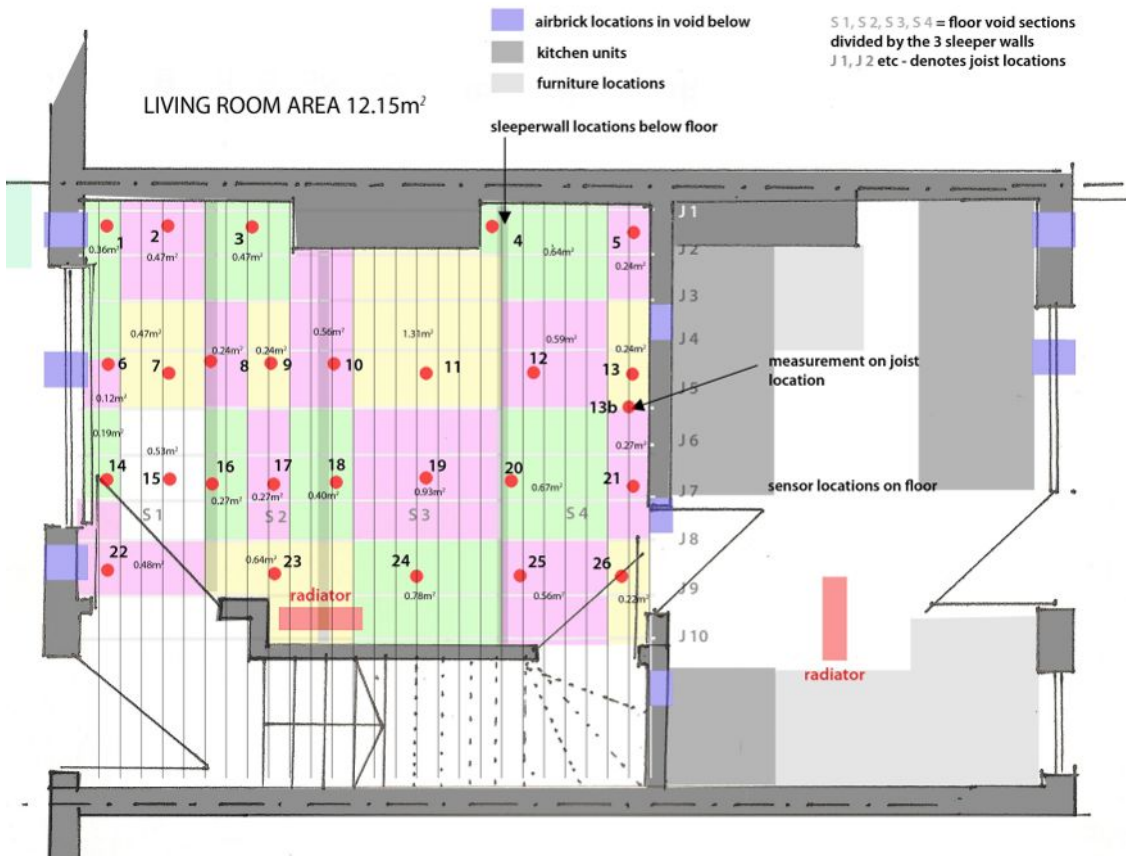 airbrick locations in void below
kitchen units
furniture locations
S 1, S 2, S 3, S 4 = floor void sections
divided by the 3 sleeper walls
J 1, J 2 etc - denotes joist locations
LIVING ROOM AREA 12.15m²
sleeperwall locations below floor
J 1
1
2
3
4
5
0.36m²
0.47m²
0.47m²
0.64m²
0.24m²
J 2
J 3
0.47m²
0.56m²
1.31m²
0.59m²
J 4
0.24m²
0.24m²
0.24m²
6
7
8
9
10
11
12
13
measurement on joist
location
0.12m²
J 5
13b
0.19m²
0.53m²
0.27m²
J 6
14
15
16
17
18
19
20
21
0.27m²
0.27m²
0.40m²
0.93m²
0.67m²
sensor locations on floor
J 7
S 1
S 2
S 3
S 4
J 8
22
0.48m²
0.64m²
23
24
25
26
0.78m²
0.56m²
0.22m²
J 9
radiator
J 10
radiator